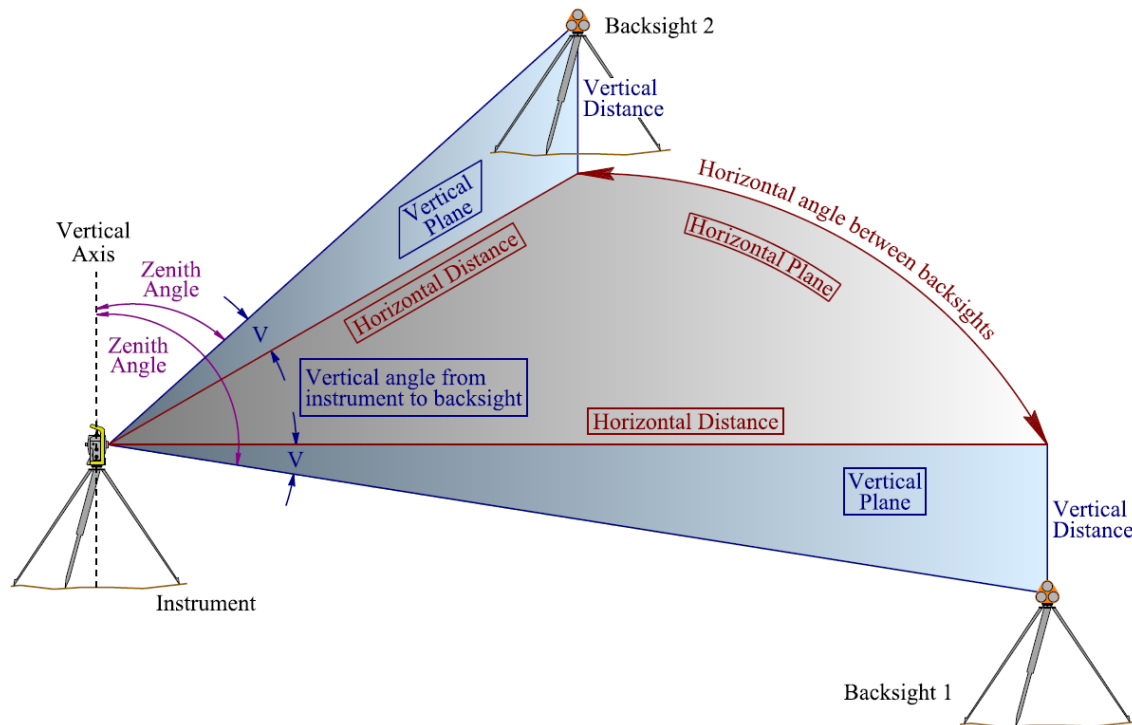 Backsight 2
Vertical
Distance
Horizontal angle between backsights
Vertical
Plane
Horizontal Plane
Vertical
Axis
Zenith
Angle
Horizontal Distance
V
Zenith
Angle
Vertical angle from
instrument to backsight
Horizontal Distance
V
Vertical
Plane
Vertical
Distance
Instrument
Backsight 1